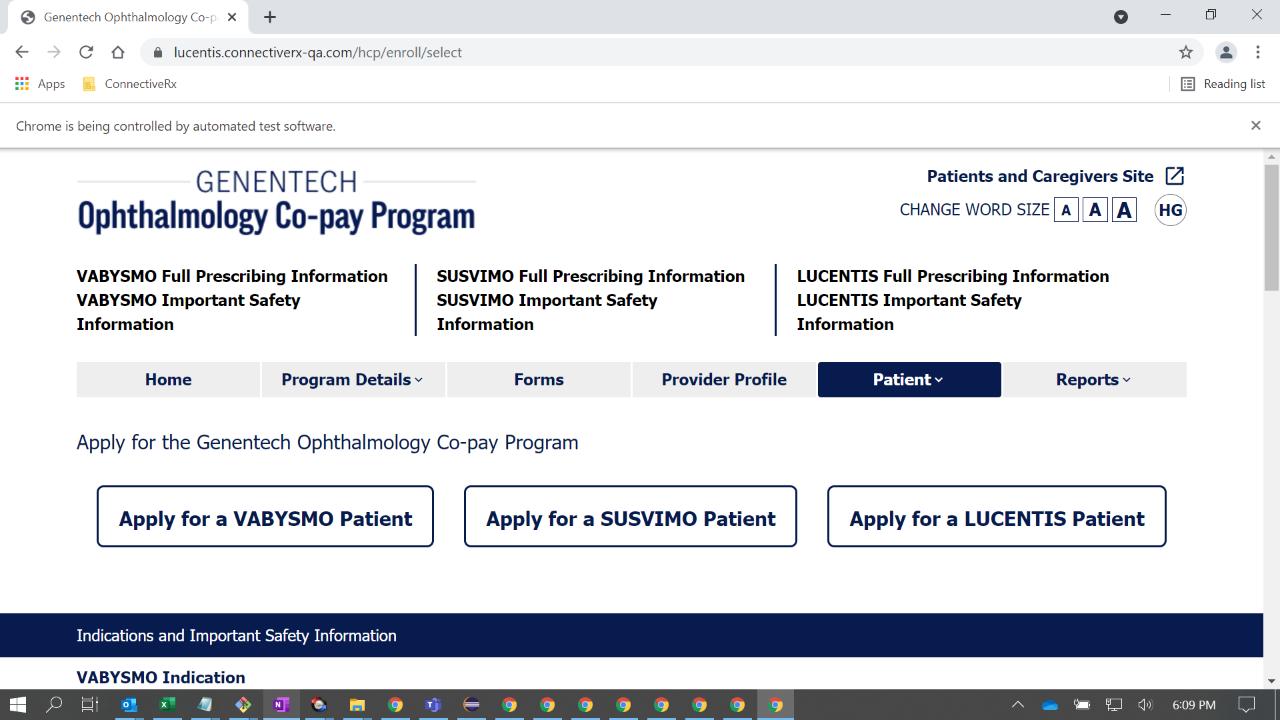 Genentech Ophthalmology Co-p
lucentis.connectiverx-qa.com/hcp/enroll/select
Apps
ConnectiveRx
Reading list
Chrome is being controlled by automated test software.
GENENTECH
Ophthalmology Co-pay Program
Patients and Caregivers Site
CHANGE WORD SIZE A A A HG
VABYSMO Full Prescribing Information
VABYSMO Important Safety
Information
SUSVIMO Full Prescribing Information
SUSVIMO Important Safety
Information
LUCENTIS Full Prescribing Information
LUCENTIS Important Safety
Information
Home Program Details Forms Provider Profile Patient Reports
Apply for the Genentech Ophthalmology Co-pay Program
Apply for a VABYSMO Patient
Apply for a SUSVIMO Patient
Apply for a LUCENTIS Patient
Indications and Important Safety Information
VABYSMO Indication
6:09 PM